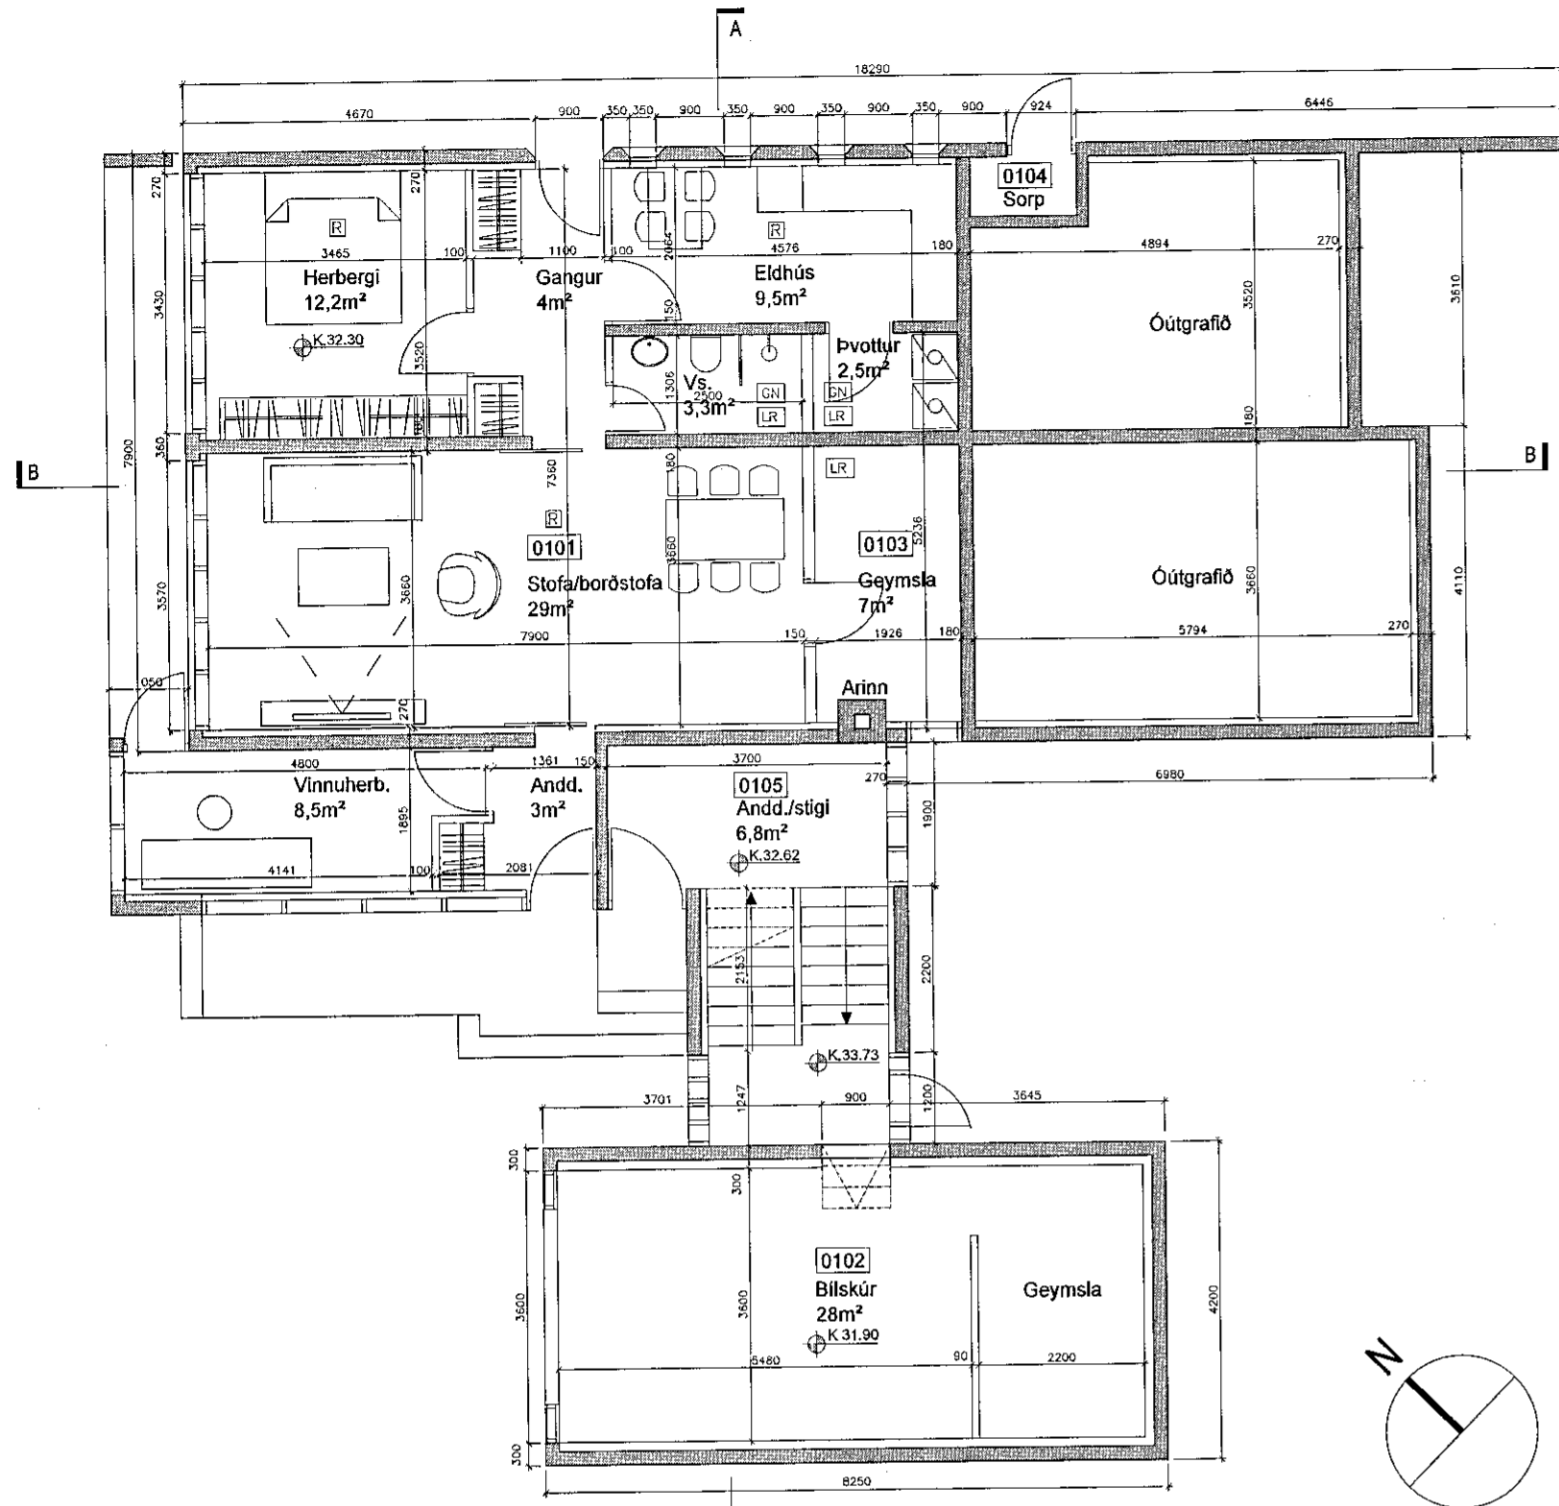 A
18290
4670 900 350 350 900 350 900 350 900 350 900 924 6446
270
270
0104
Sorp
R
R
3465 100 1100 100 2064 4576 180 4894 270
Herbergi
12,2m²
Gangur
4m²
Eldhús
9,5m²
3430
150
3520
3610
Óútgrafið
K.32.30
3520
Þvottur
2,5m²
1306
Vs.
2500
3,3m²
GN
GN
LR
LR
180
7900
360
B
B
7360
180
LR
R
0101
0103
5236
Stofa/borðstofa
29m²
Geymsla
7m²
Óútgrafið
3570
3660
3660
3660
4110
7900 150 1926 180 5794 270
Arinn
270
4800 1361 150 3700
270
6980
Vinnuherb.
8,5m²
Andd.
3m²
0105
Andd./stigi
6,8m²
1895
1900
K.32.62
4141 100 2081
2153
2200
K.33.73
1247
1200
3701 900 3645
300
300
0102
Bílskúr
28m²
Geymsla
3600
3600
4200
K 31.90
5480 90 2200
300
8250
N